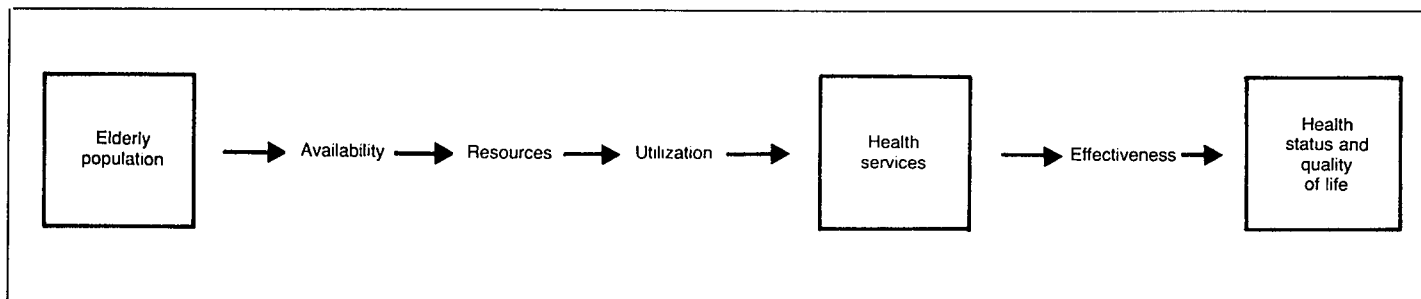 Elderly
population
Availability
Resources
Utilization
Health
services
Effectiveness
Health
status and
quality
of life